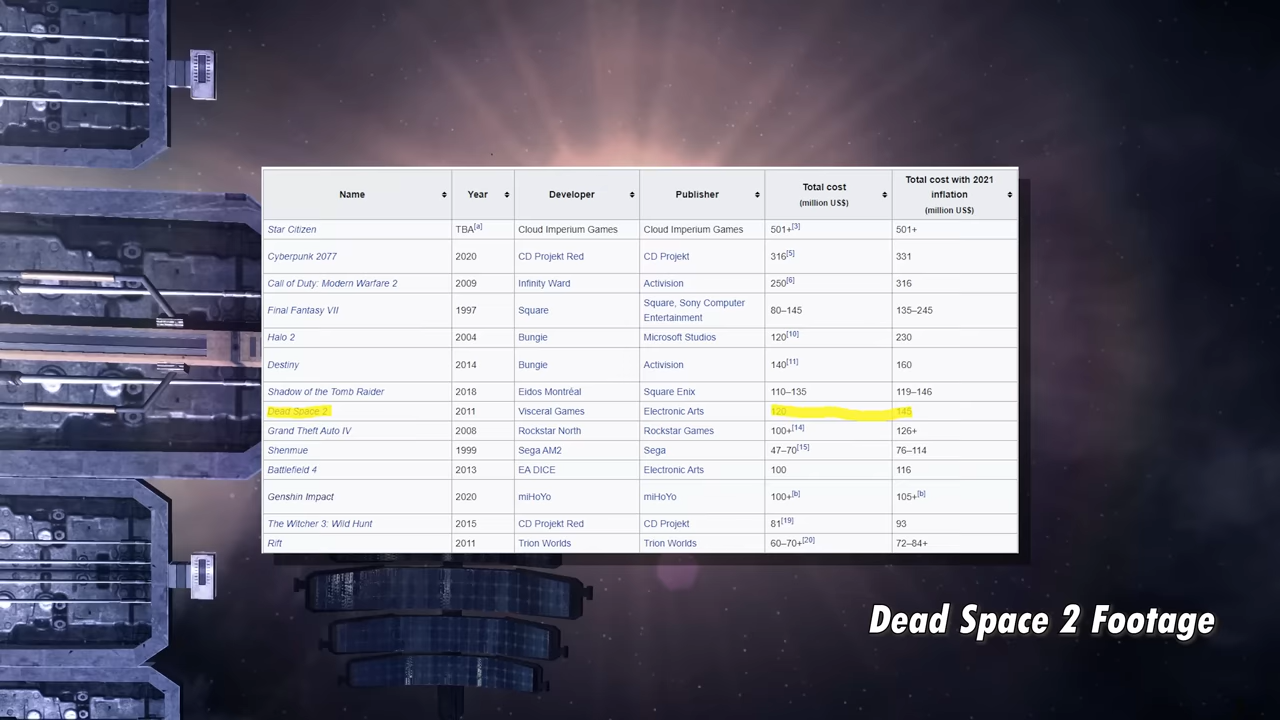 Name Year Developer Publisher Total cost (million US$) Total cost with 2021 inflation (million US$)
Star Citizen TBA[a] Cloud Imperium Games Cloud Imperium Games 501+[3] 501+
Cyberpunk 2077 2020 CD Projekt Red CD Projekt 316[5] 331
Call of Duty: Modern Warfare 2 2009 Infinity Ward Activision 250[6] 316
Final Fantasy VII 1997 Square Square, Sony Computer Entertainment 80–145 135–245
Halo 2 2004 Bungie Microsoft Studios 120[10] 230
Destiny 2014 Bungie Activision 140[11] 160
Shadow of the Tomb Raider 2018 Eidos Montréal Square Enix 110–135 119–146
Dead Space 2 2011 Visceral Games Electronic Arts 120 145
Grand Theft Auto IV 2008 Rockstar North Rockstar Games 100+[14] 126+
Shenmue 1999 Sega AM2 Sega 47–70[15] 76–114
Battlefield 4 2013 EA DICE Electronic Arts 100 116
Genshin Impact 2020 miHoYo miHoYo 100+[b] 105+[b]
The Witcher 3: Wild Hunt 2015 CD Projekt Red CD Projekt 81[19] 93
Rift 2011 Trion Worlds Trion Worlds 60–70+[20] 72–84+
Dead Space 2 Footage